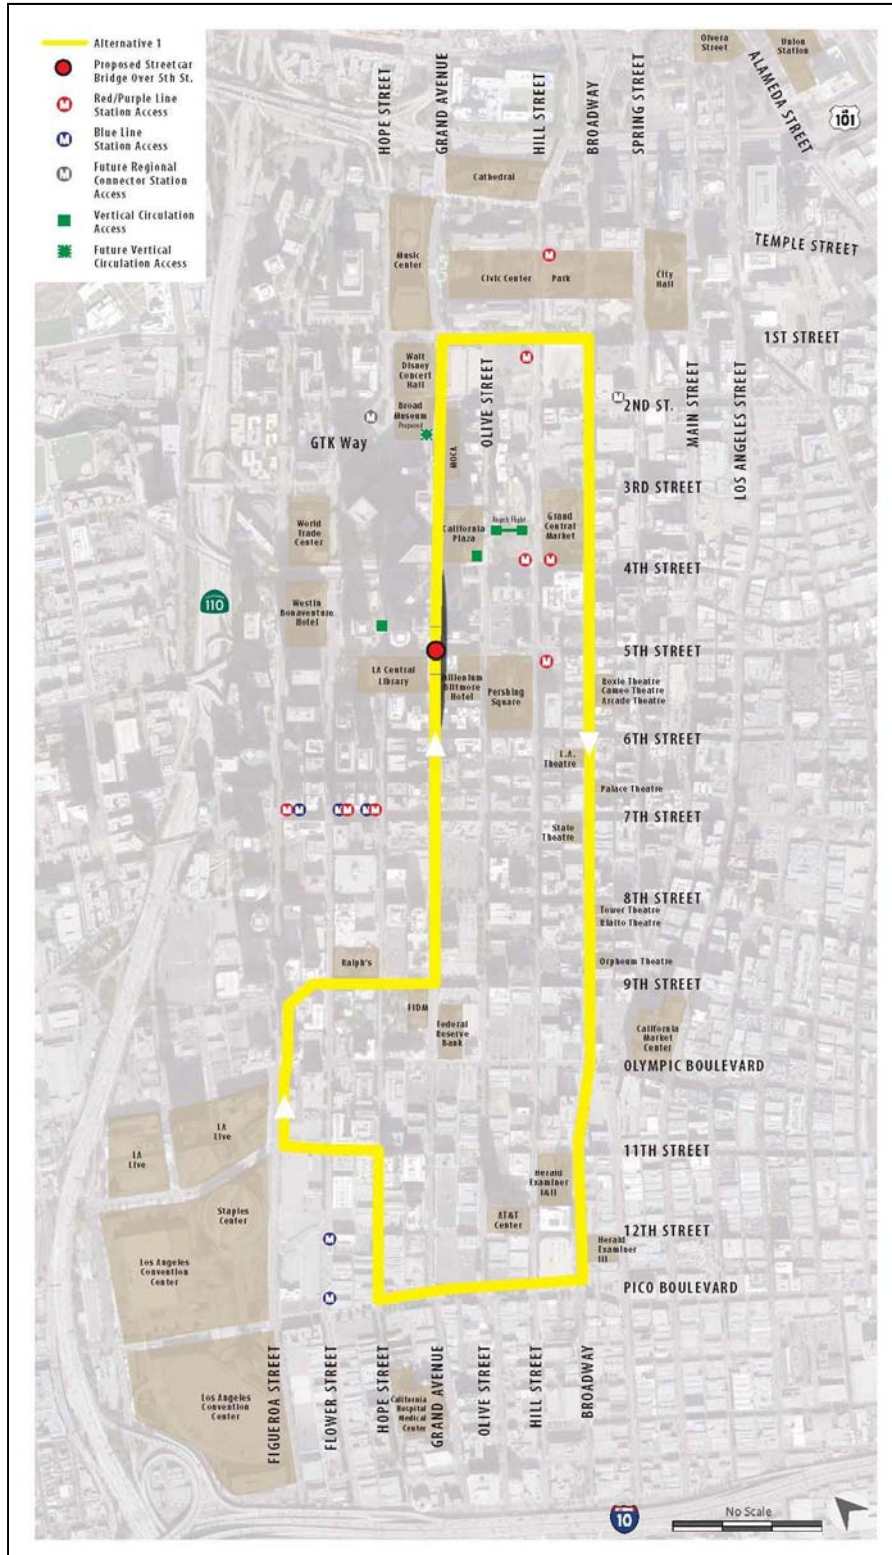 Alternative 1
Proposed Streetcar
Bridge Over 5th St.
Red/Purple Line
Station Access
Blue Line
Station Access
Future Regional
Connector Station
Access
Vertical Circulation
Access
Future Vertical
Circulation Access
HOPE STREET
GRAND AVENUE
HILL STREET
BROADWAY
SPRING STREET
Olvera
Street
Union
Station
ALAMEDA STREET
101
Cathedral
TEMPLE STREET
Music
Center
Civic Center
Park
City
Hall
1ST STREET
Walt
Disney
Concert
Hall
Broad
Museum
Proposed
MOCA
OLIVE STREET
2ND ST.
MAIN STREET
LOS ANGELES STREET
GTK Way
3RD STREET
World
Trade
Center
California
Plaza
Angels Flight
Grand
Central
Market
4TH STREET
110
Westin
Bonaventure
Hotel
5TH STREET
LA Central
Library
Millenium
Biltmore
Hotel
Pershing
Square
Roxie Theatre
Cameo Theatre
Arcade Theatre
6TH STREET
L.A.
Theatre
Palace Theatre
7TH STREET
State
Theatre
8TH STREET
Tower Theatre
Rialto Theatre
Ralph's
Orpheum Theatre
9TH STREET
FIDM
Federal
Reserve
Bank
California
Market
Center
OLYMPIC BOULEVARD
LA
Live
LA
Live
11TH STREET
Herald
Examiner
I&II
Staples
Center
AT&T
Center
12TH STREET
Herald
Examiner
III
Los Angeles
Convention
Center
PICO BOULEVARD
FIGUEROA STREET
FLOWER STREET
HOPE STREET
GRAND AVENUE
OLIVE STREET
HILL STREET
BROADWAY
Los Angeles
Convention
Center
California
Hospital
Medical
Center
10
No Scale